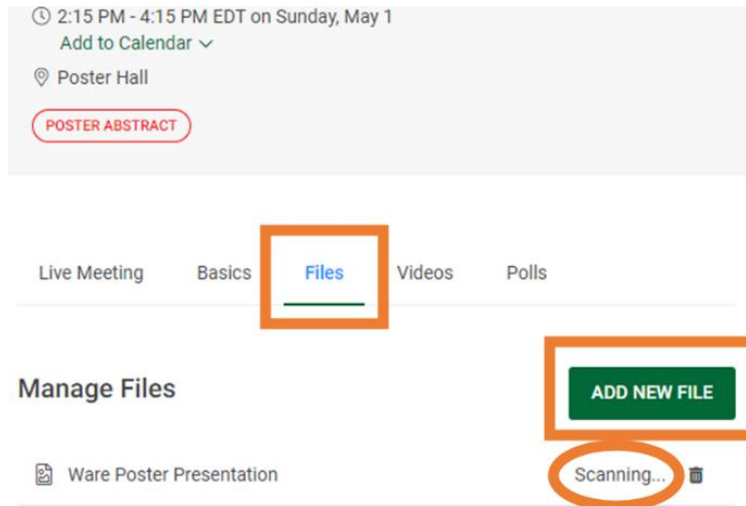 2:15 PM - 4:15 PM EDT on Sunday, May 1
Add to Calendar
Poster Hall
POSTER ABSTRACT
Live Meeting Basics Files Videos Polls
Manage Files ADD NEW FILE
Ware Poster Presentation Scanning...